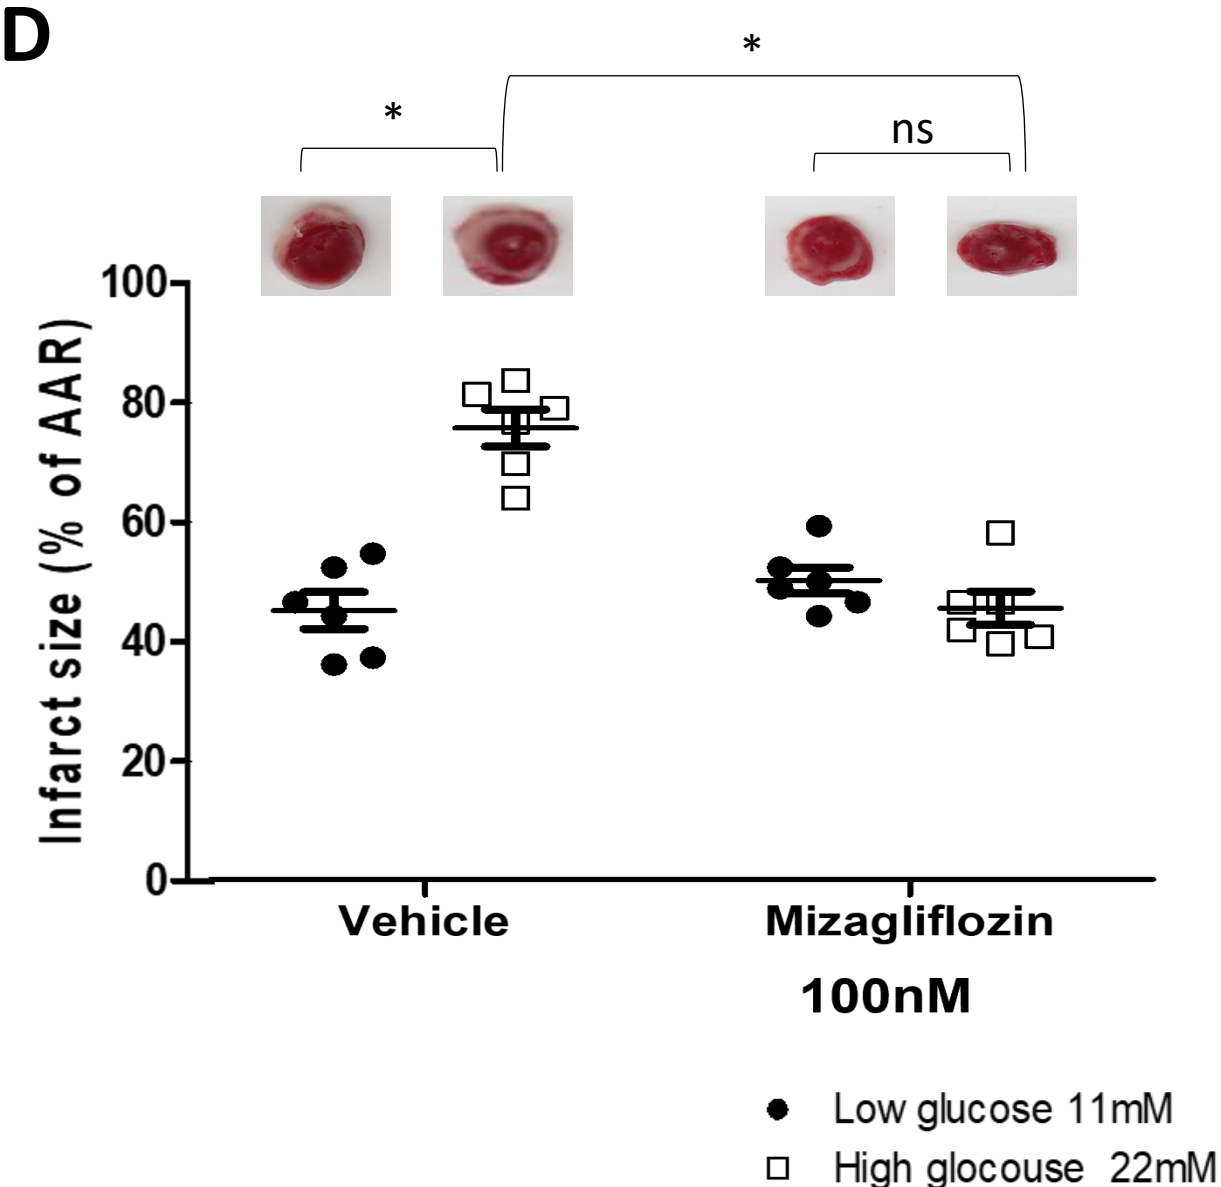 D
*
*
ns
Infarct size (% of AAR)
100
80
60
40
20
0
Vehicle
Mizagliflozin
100nM
Low glucose 11mM
High glocouse 22mM